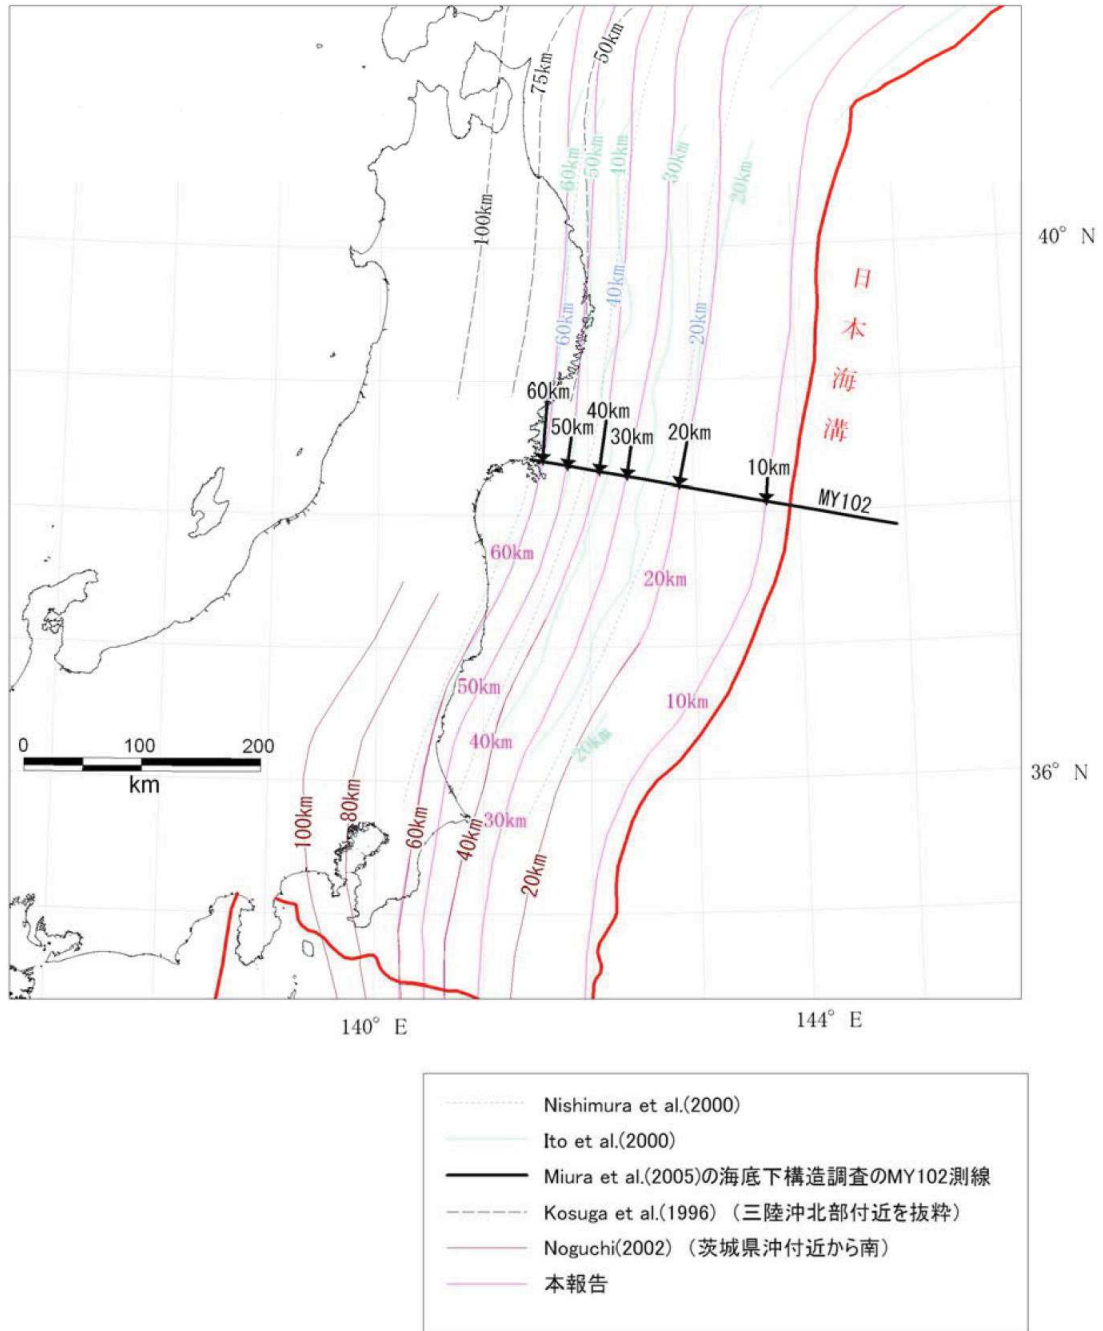 100km
75km
50km
60km
50km
40km
30km
20km
40° N
日本海溝
60km
40km
20km
60km
50km
40km
30km
20km
10km
MY102
60km
20km
50km
10km
40km
20km
0 100 200
km
36° N
100km
80km
60km
40km
30km
20km
140° E
144° E
Nishimura et al.(2000)
Ito et al.(2000)
Miura et al.(2005)の海底下構造調査のMY102測線
Kosuga et al.(1996) （三陸沖北部付近を抜粋）
Noguchi(2002) （茨城県沖付近から南）
本報告